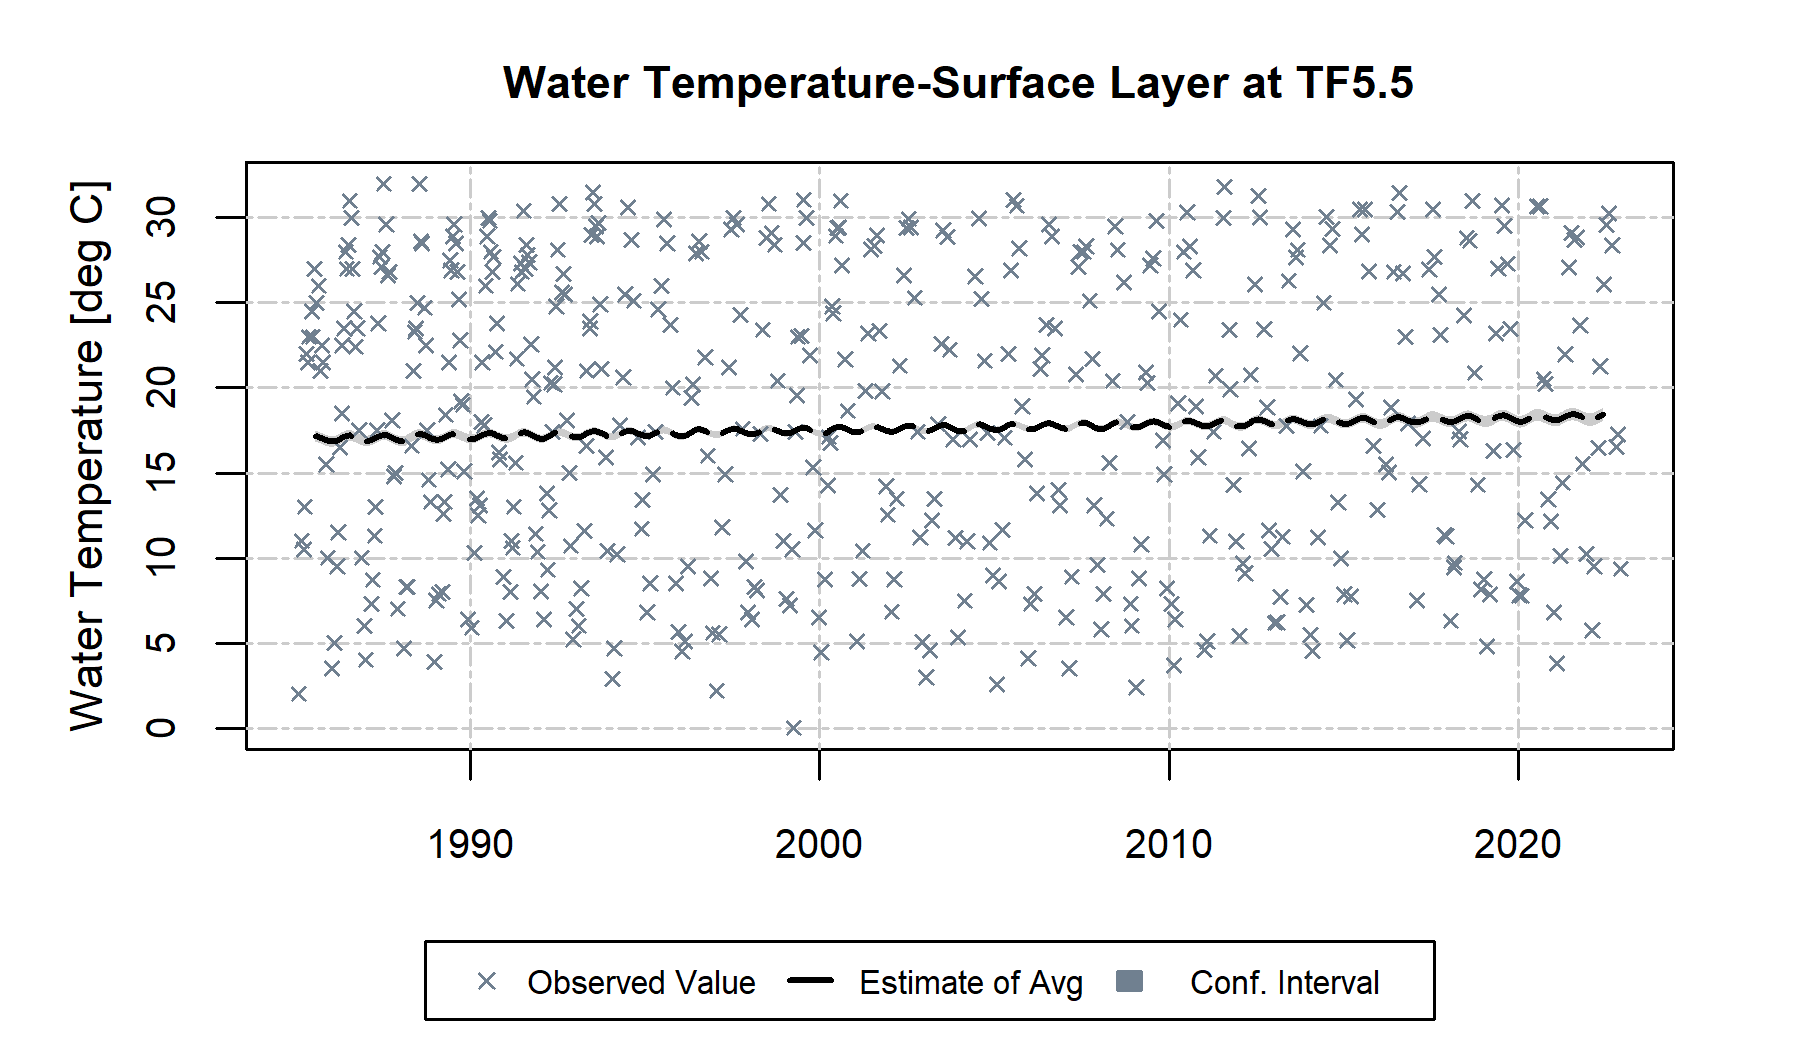 Water Temperature-Surface Layer at TF5.5
Water Temperature [deg C]
30
25
20
15
10
5
0
1990 2000 2010 2020
Observed Value Estimate of Avg Conf. Interval